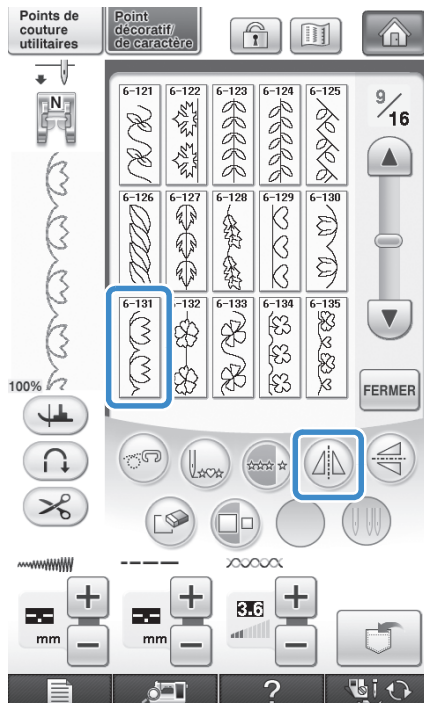 Points de
couture
utilitaires
Point
décoratif/
de caractère
N
6-121 6-122 6-123 6-124 6-125
9/16
6-126 6-127 6-128 6-129 6-130
6-131 6-132 6-133 6-134 6-135
100%
FERMER
mm
mm
3.6
+
−
+
−
+
−
?
i